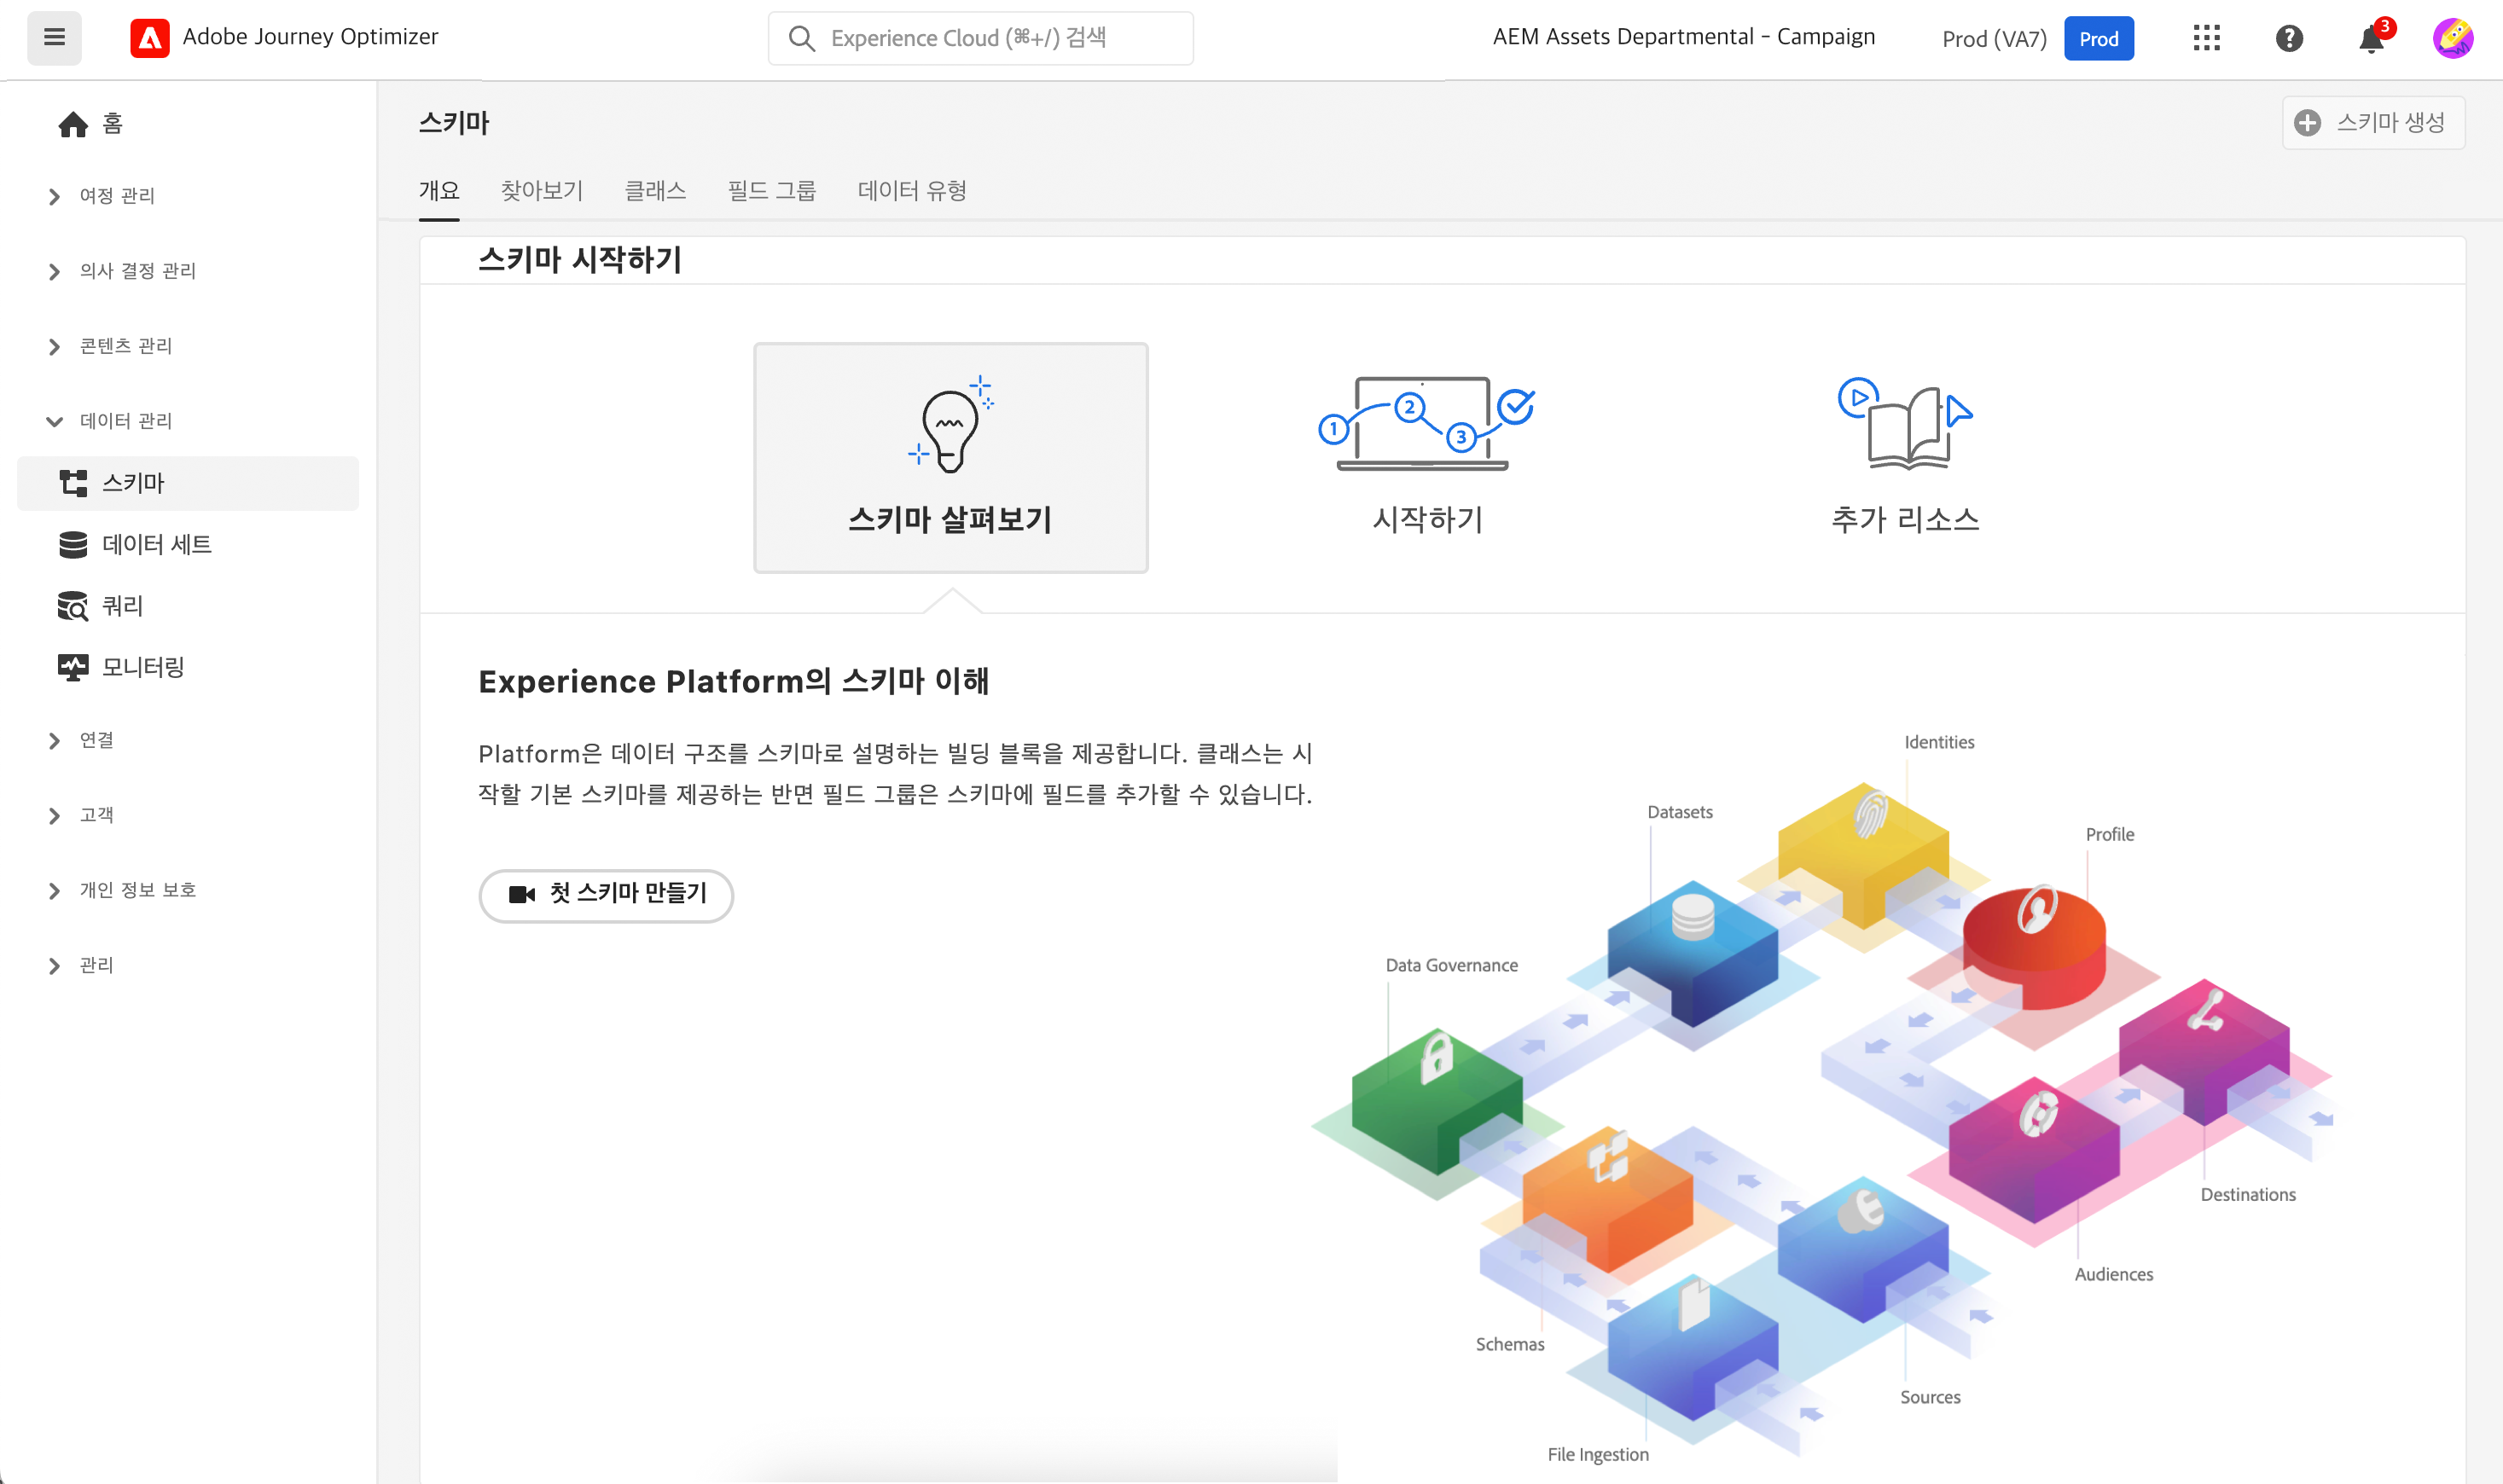 Adobe Journey Optimizer
Experience Cloud (⌘+/) 검색
AEM Assets Departmental - Campaign
Prod (VA7)
Prod
3
홈
여정 관리
의사 결정 관리
콘텐츠 관리
데이터 관리
스키마
데이터 세트
쿼리
모니터링
연결
고객
개인 정보 보호
관리
스키마
스키마 생성
개요
찾아보기
클래스
필드 그룹
데이터 유형
스키마 시작하기
스키마 살펴보기
1
2
3
시작하기
추가 리소스
Experience Platform의 스키마 이해
Platform은 데이터 구조를 스키마로 설명하는 빌딩 블록을 제공합니다. 클래스는 시
작할 기본 스키마를 제공하는 반면 필드 그룹은 스키마에 필드를 추가할 수 있습니다.
첫 스키마 만들기
Identities
Datasets
Profile
Data Governance
Destinations
Audiences
Schemas
Sources
File Ingestion